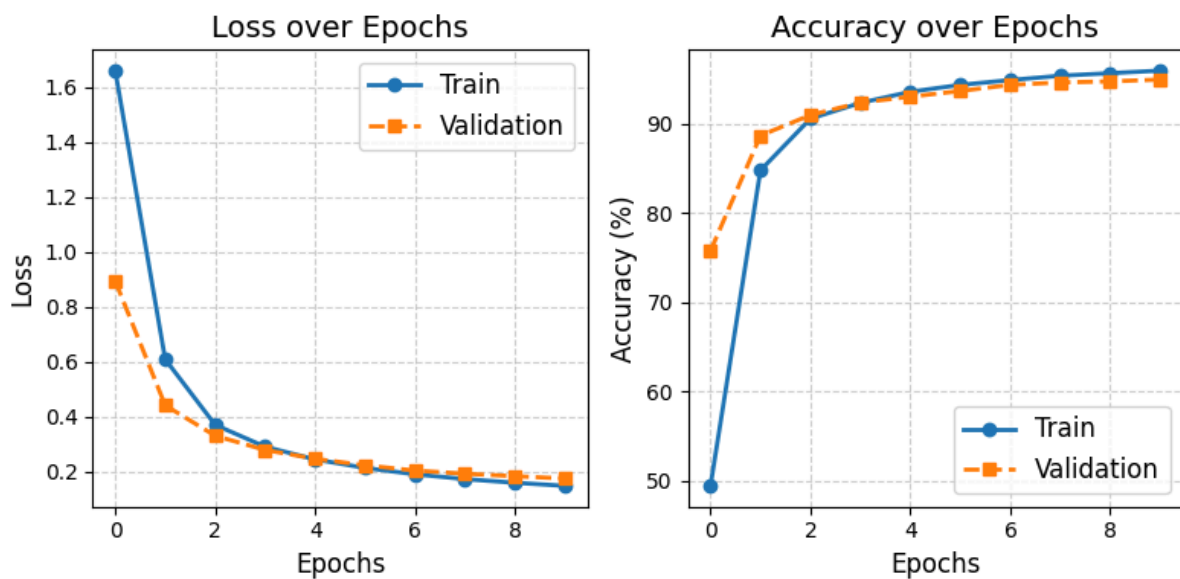 Loss over Epochs
1.6
1.4
1.2
1.0
0.8
0.6
0.4
0.2
Loss
0 2 4 6 8
Epochs
Train
Validation
Accuracy over Epochs
90
80
70
60
50
Accuracy (%)
0 2 4 6 8
Epochs
Train
Validation